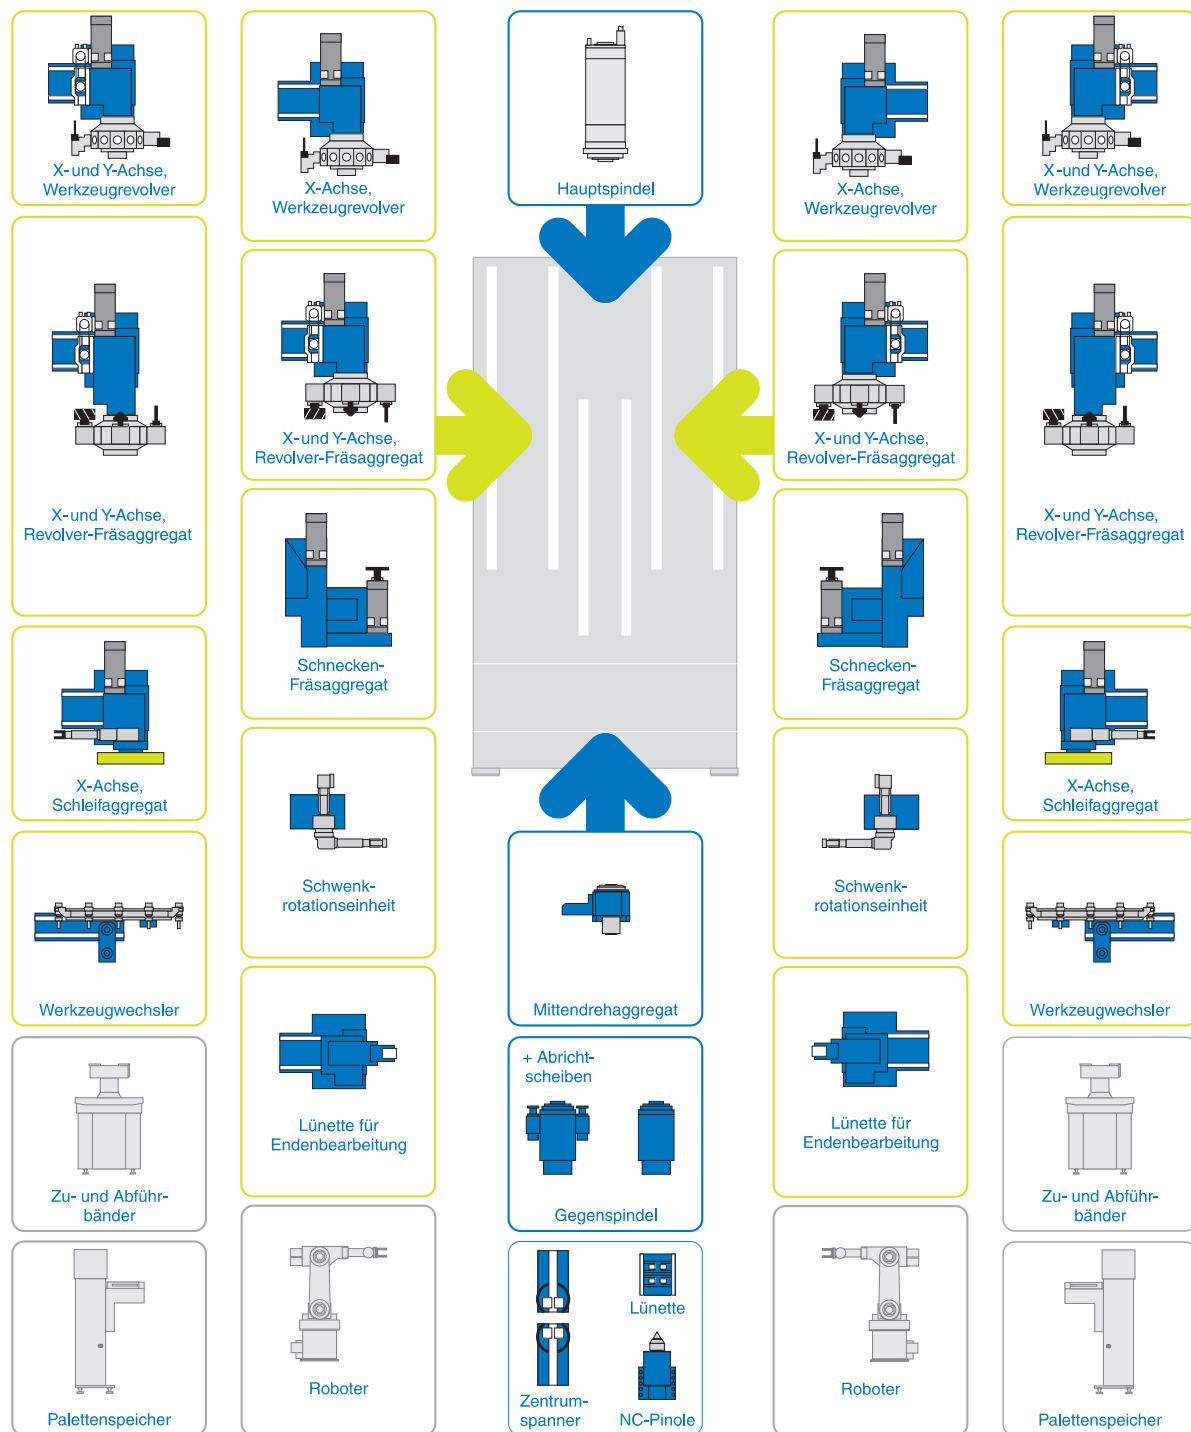 X- und Y-Achse,
Werkzeugrevolver
X-Achse,
Werkzeugrevolver
Hauptspindel
X-Achse,
Werkzeugrevolver
X- und Y-Achse,
Werkzeugrevolver
X- und Y-Achse,
Revolver-Fräsaggregat
X- und Y-Achse,
Revolver-Fräsaggregat
X- und Y-Achse,
Revolver-Fräsaggregat
X- und Y-Achse,
Revolver-Fräsaggregat
Schnecken-
Fräsaggregat
Schnecken-
Fräsaggregat
X-Achse,
Schleifaggregat
X-Achse,
Schleifaggregat
Schwenk-
rotationseinheit
Schwenk-
rotationseinheit
Werkzeugwechsler
Mittendrehaggregat
Werkzeugwechsler
+ Abricht-
scheiben
Lünette für
Endenbearbeitung
Lünette für
Endenbearbeitung
Zu- und Abführ-
bänder
Gegenspindel
Zu- und Abführ-
bänder
Lünette
Palettenspeicher
Roboter
Zentrum-
spanner
NC-Pinole
Roboter
Palettenspeicher